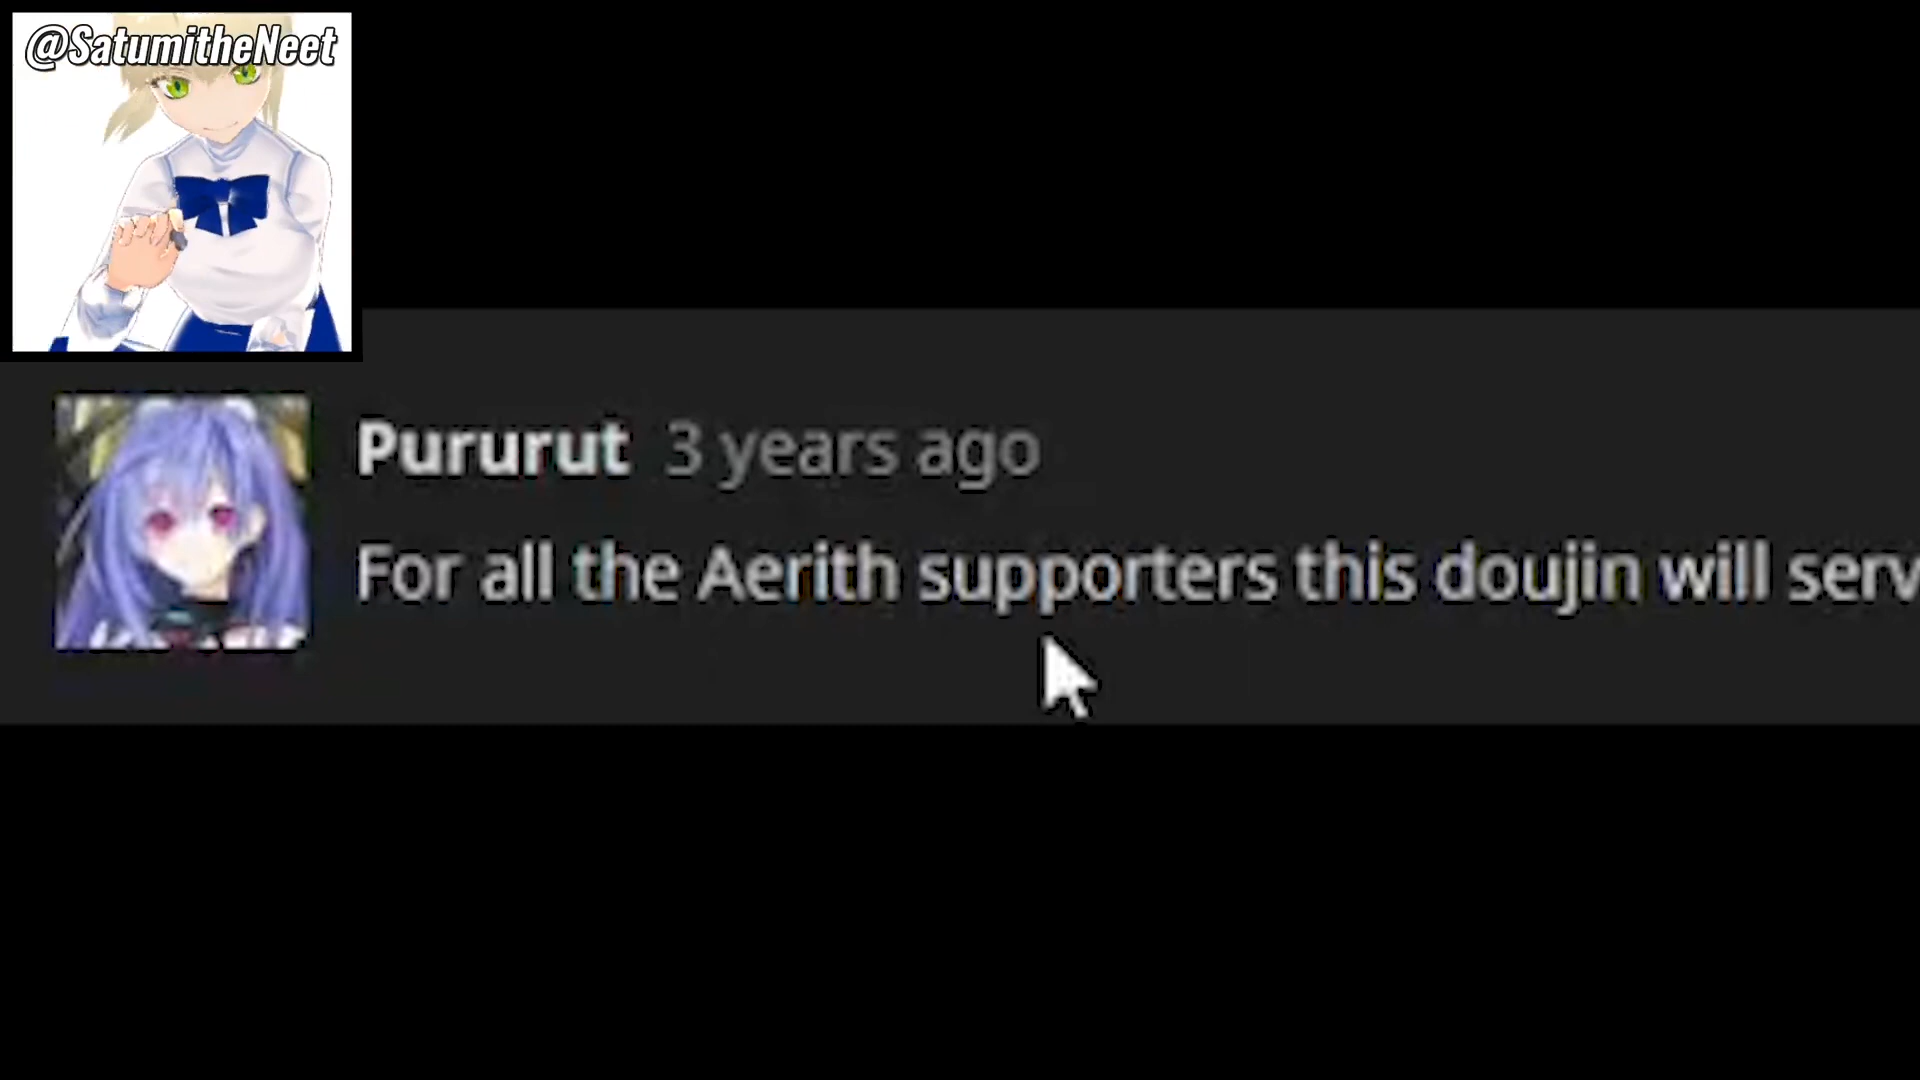 @SatumitheNeet
Pururut 3 years ago
For all the Aerith supporters this doujin will serv